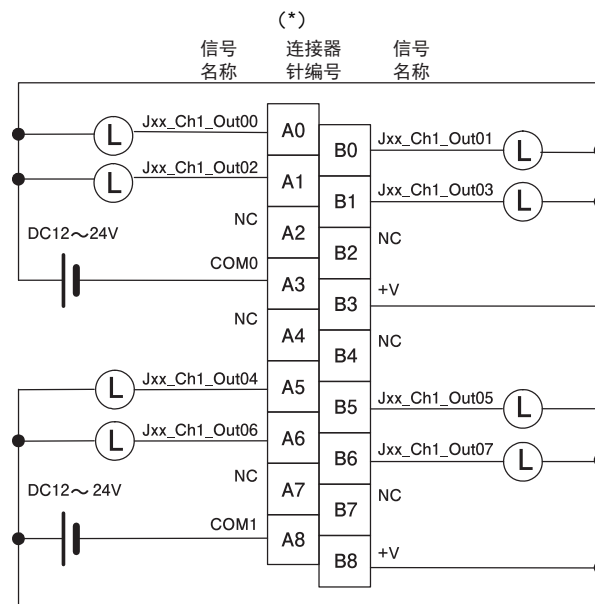 (*)
信号 连接器 信号
名称 针编号 名称
L Jxx_Ch1_Out00 A0
B0 Jxx_Ch1_Out01 L
L Jxx_Ch1_Out02 A1
B1 Jxx_Ch1_Out03 L
NC A2
B2 NC
DC12～24V
COM0 A3
B3 +V
NC A4
B4 NC
L Jxx_Ch1_Out04 A5
B5 Jxx_Ch1_Out05 L
L Jxx_Ch1_Out06 A6
B6 Jxx_Ch1_Out07 L
NC A7
B7 NC
DC12～ 24V
COM1 A8
B8 +V